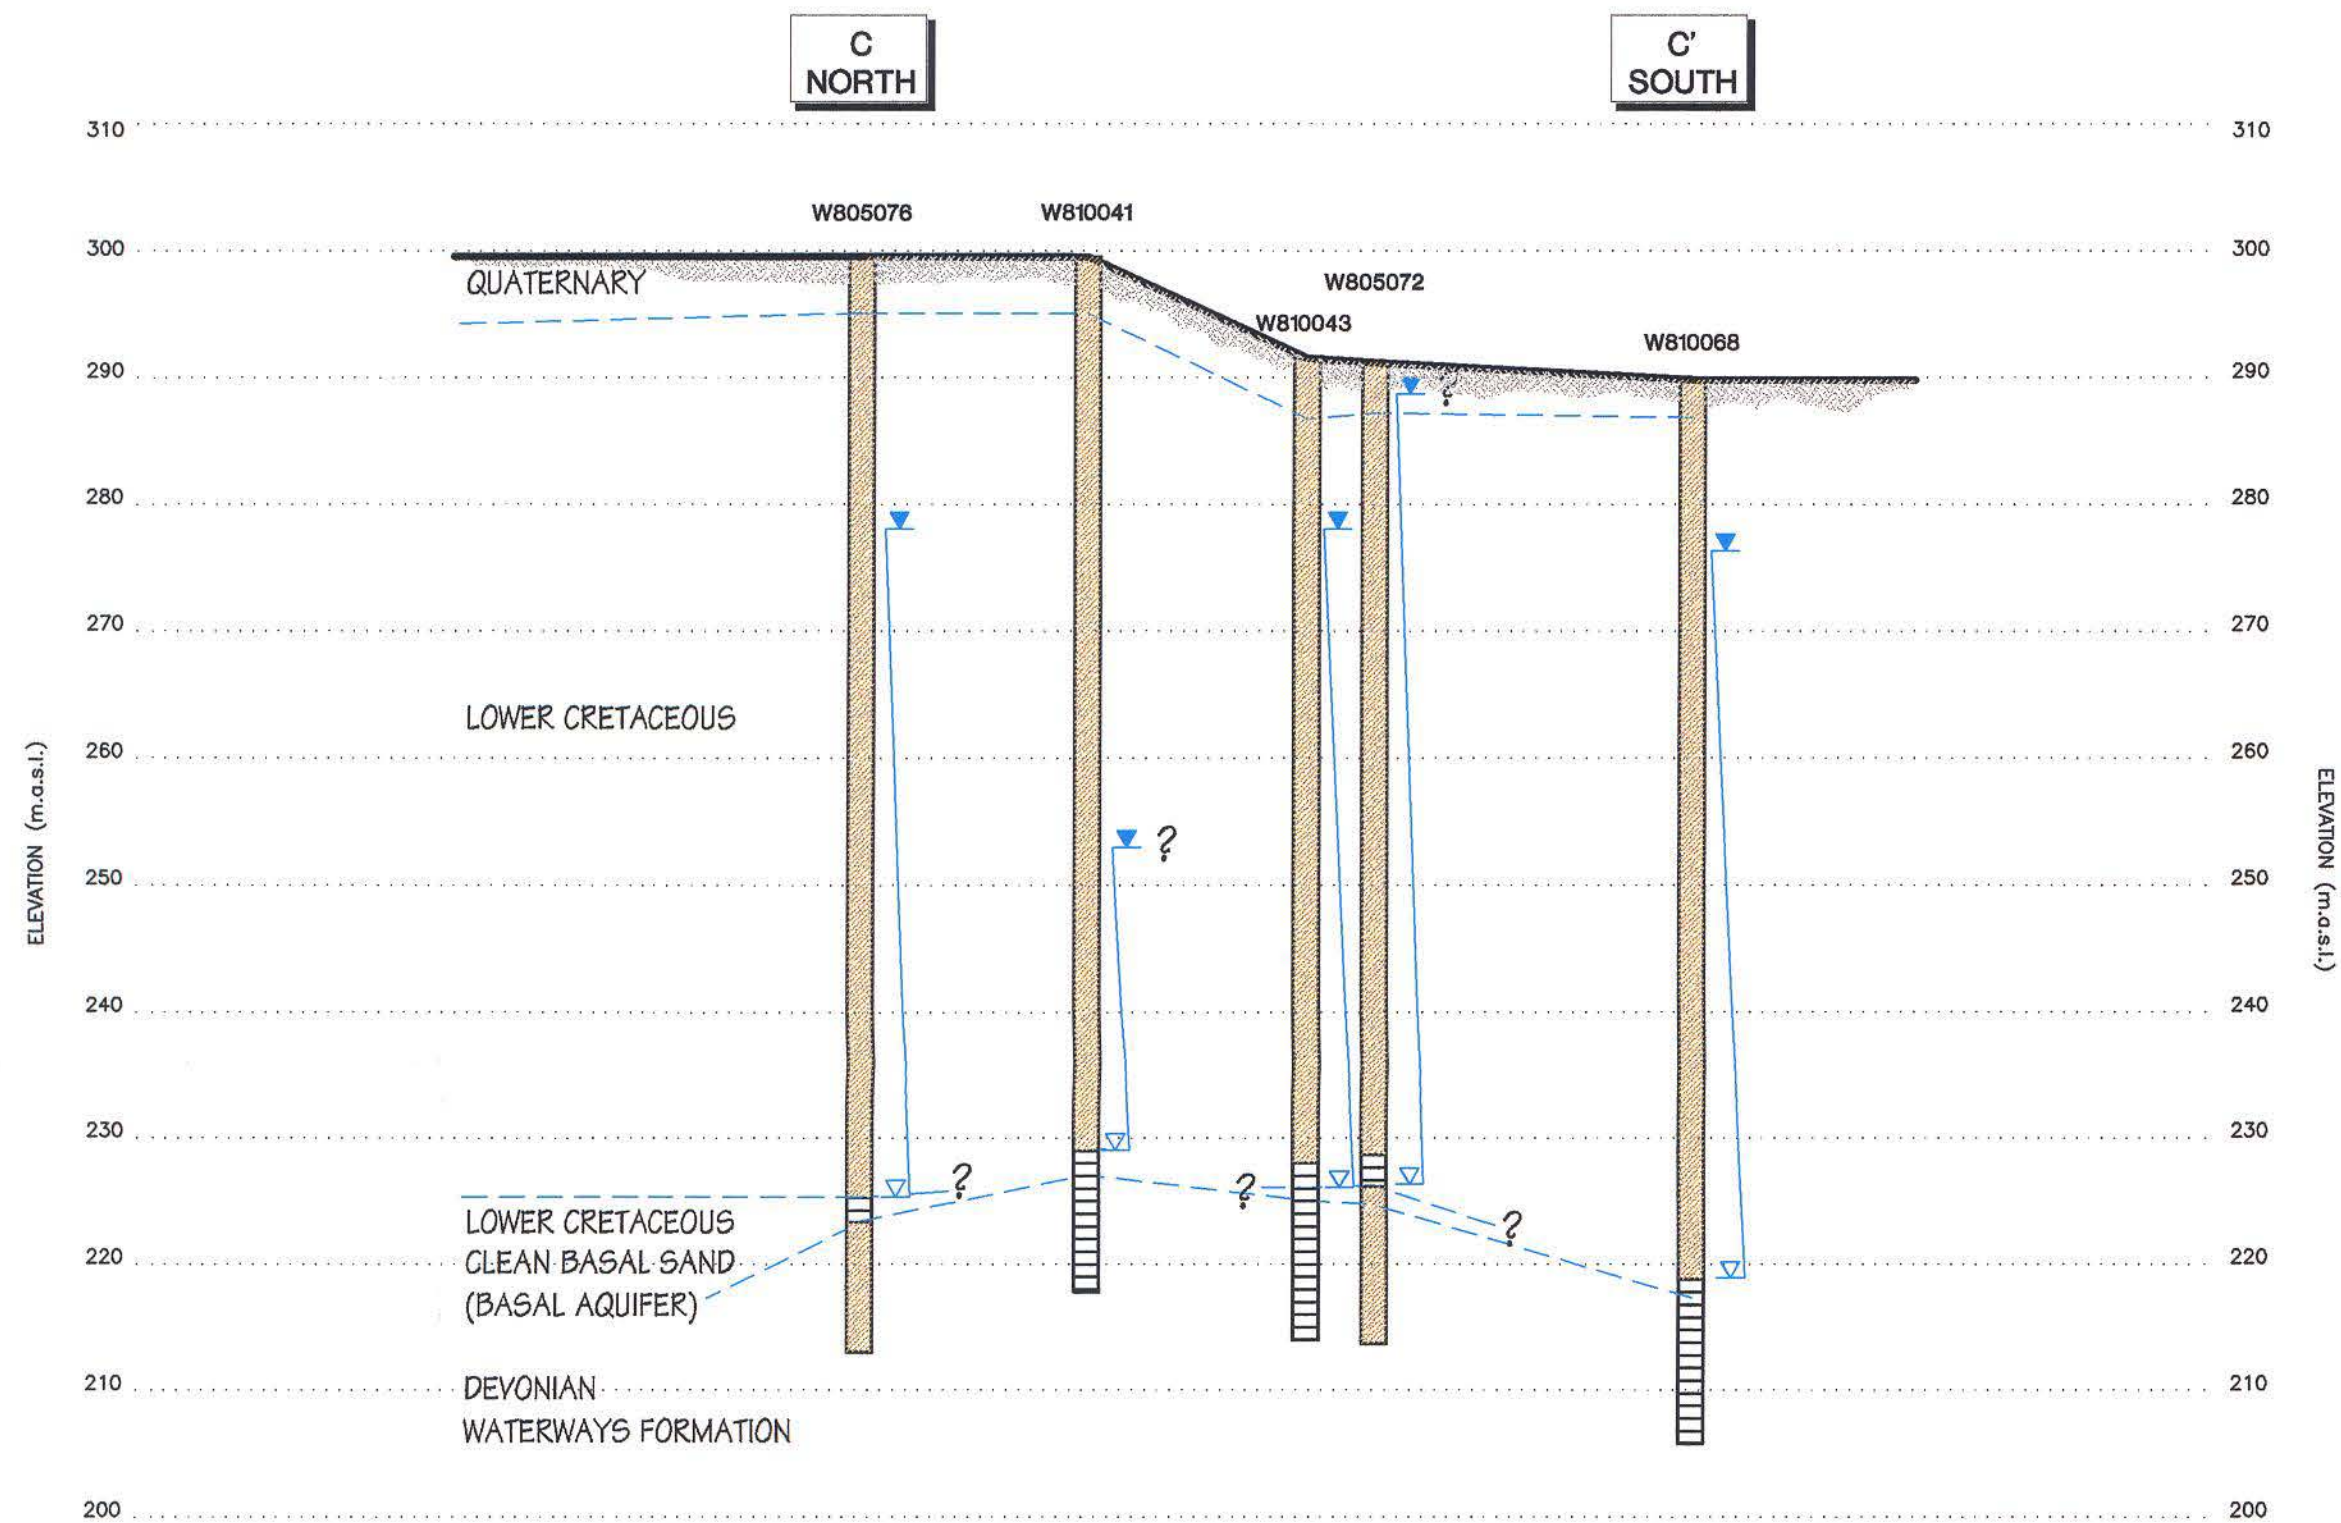 C
NORTH
C'
SOUTH
310
310
W805076
W810041
300
300
QUATERNARY
W805072
W810043
W810068
290
290
?
280
280
270
270
LOWER CRETACEOUS
260
260
ELEVATION (m.a.s.l.)
ELEVATION (m.a.s.l.)
?
250
250
240
240
230
230
?
?
LOWER CRETACEOUS
?
CLEAN BASAL SAND
220
220
(BASAL AQUIFER)
210
DEVONIAN
210
WATERWAYS FORMATION
200
200